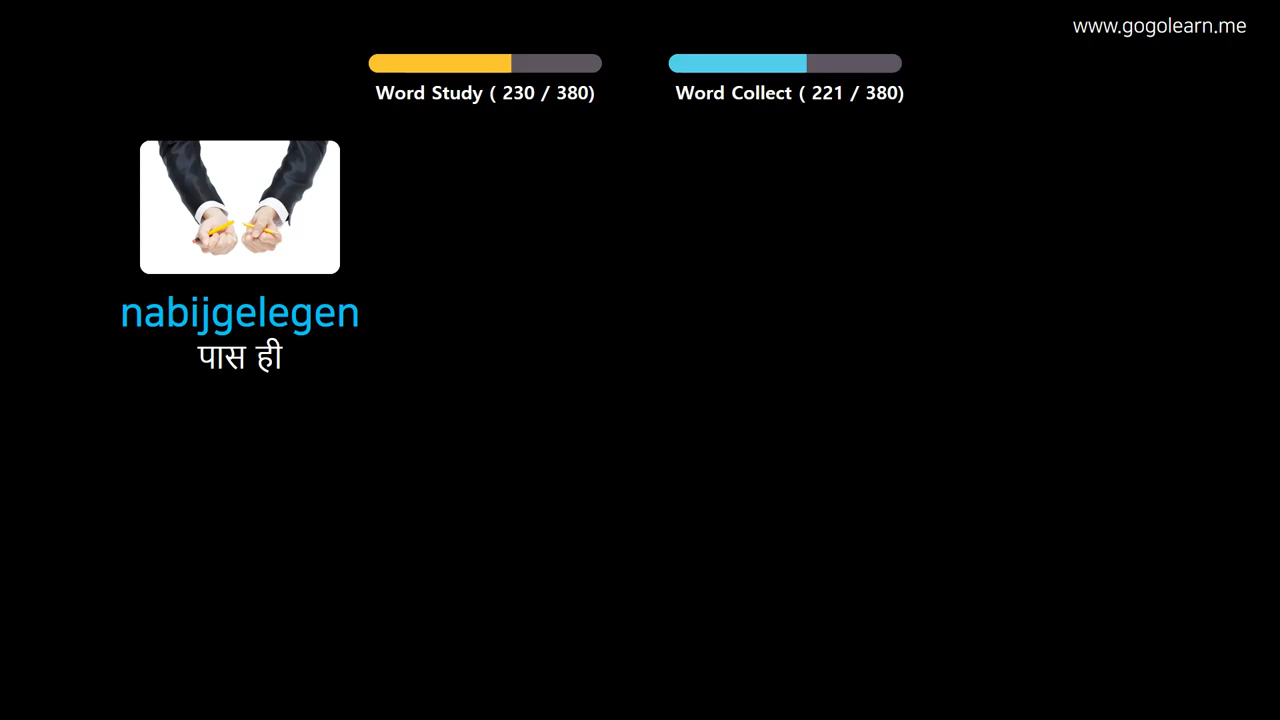 www.gogolearn.me
Word Study ( 230 / 380)
Word Collect ( 221 / 380)
nabijgelegen
पास ही